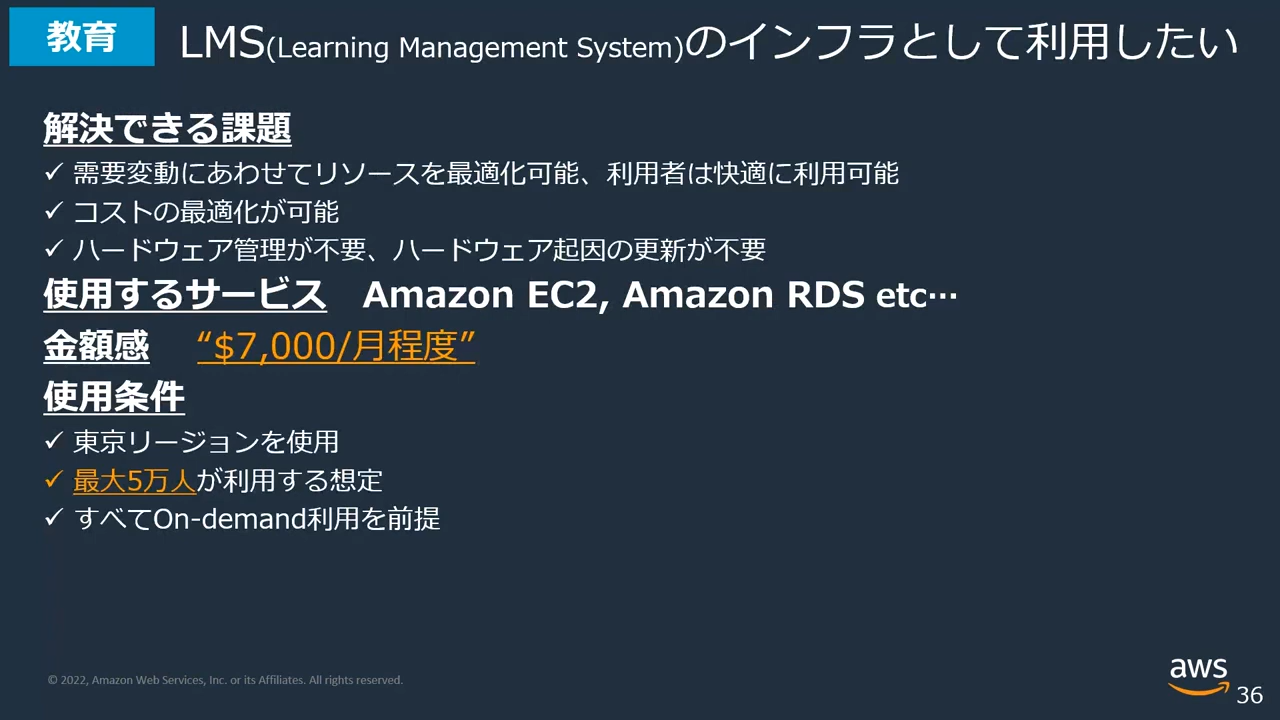 教育
LMS(Learning Management System)のインフラとして利用したい
解決できる課題
✓ 需要変動にあわせてリソースを最適化可能、利用者は快適に利用可能
✓ コストの最適化が可能
✓ ハードウェア管理が不要、ハードウェア起因の更新が不要
使用するサービス Amazon EC2, Amazon RDS etc…
金額感 “$7,000/月程度”
使用条件
✓ 東京リージョンを使用
✓ 最大5万人が利用する想定
✓ すべてOn-demand利用を前提
© 2022, Amazon Web Services, Inc. or its Affiliates. All rights reserved.
aws
36